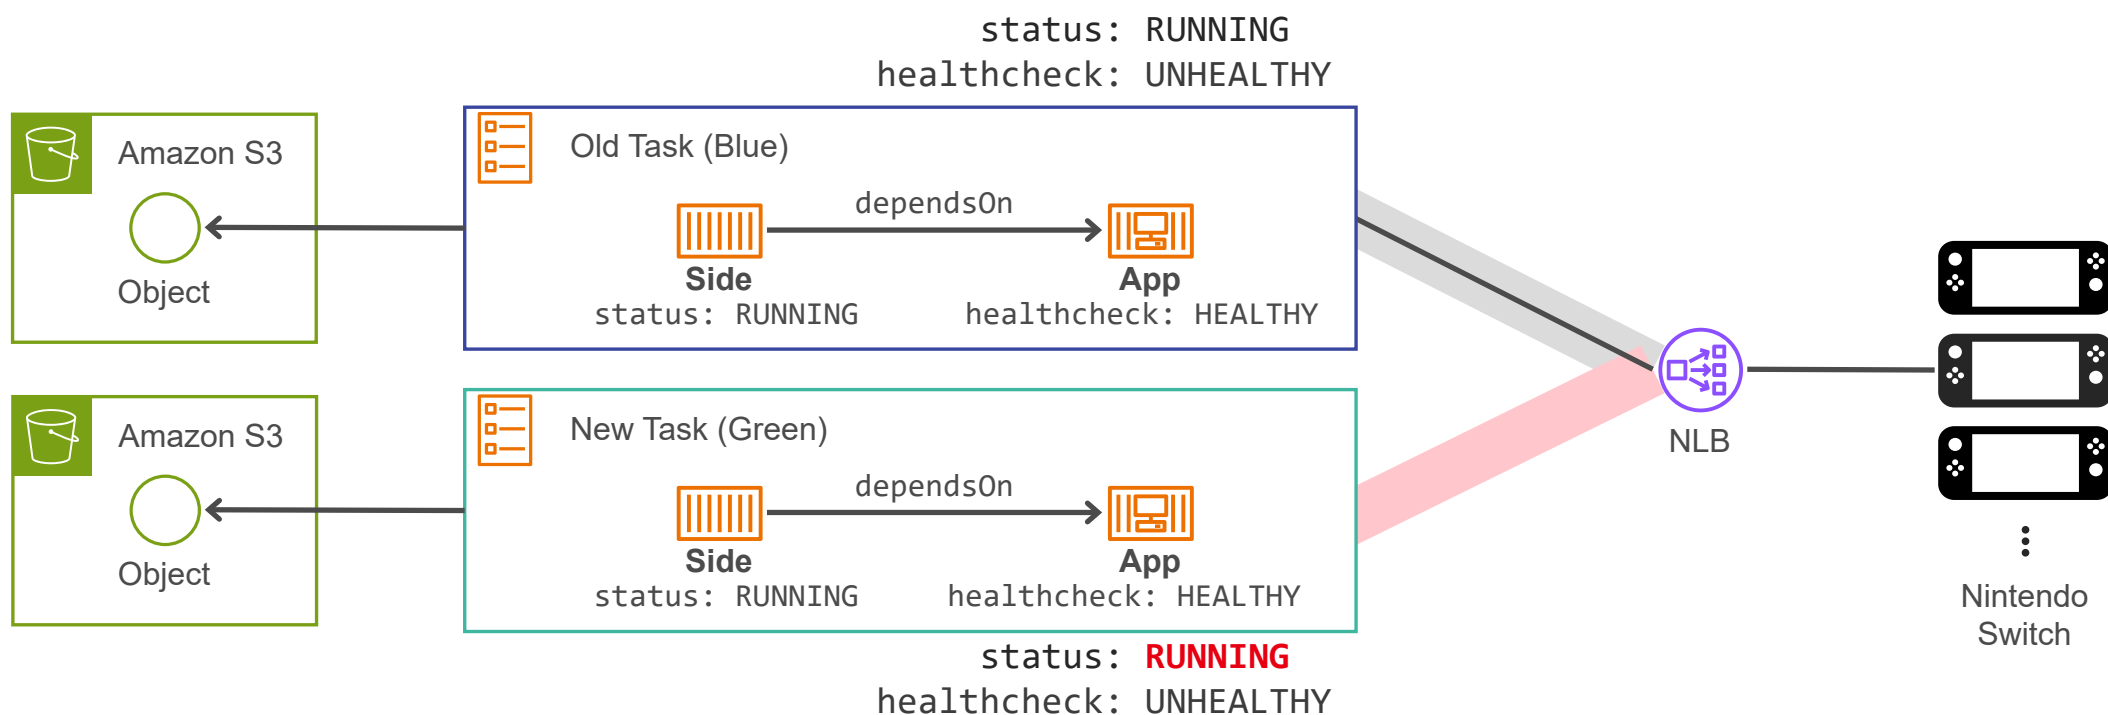 status: RUNNING
healthcheck: UNHEALTHY
Amazon S3
Object
Old Task (Blue)
dependsOn
Side
status: RUNNING
App
healthcheck: HEALTHY
Amazon S3
Object
New Task (Green)
dependsOn
Side
status: RUNNING
App
healthcheck: HEALTHY
status: RUNNING
healthcheck: UNHEALTHY
NLB
Nintendo
Switch